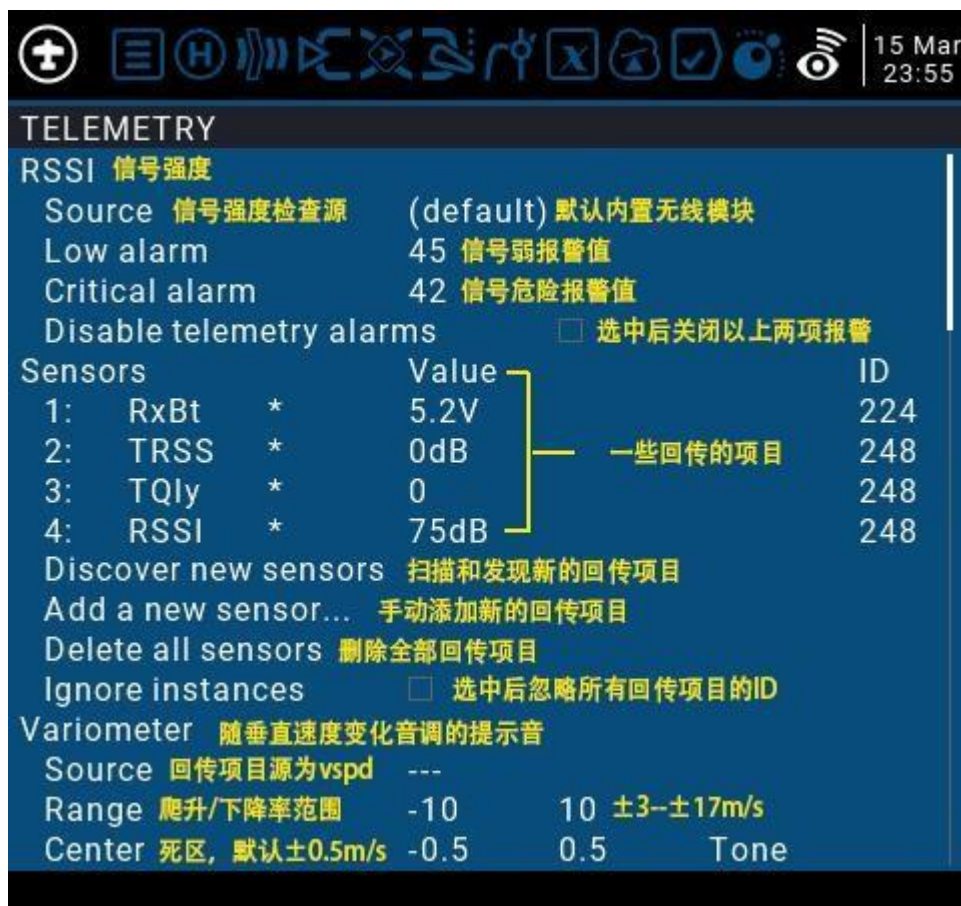 15 Mar
23:55
TELEMETRY
RSSI 信号强度
Source 信号强度检查源 (default) 默认内置无线模块
Low alarm 45 信号弱报警值
Critical alarm 42 信号危险报警值
Disable telemetry alarms 选中后关闭以上两项报警
Sensors Value ID
1: RxBt * 5.2V 224
2: TRSS * 0dB 一些回传的项目 248
3: TQly * 0 248
4: RSSI * 75dB 248
Discover new sensors 扫描和发现新的回传项目
Add a new sensor... 手动添加新的回传项目
Delete all sensors 删除全部回传项目
Ignore instances 选中后忽略所有回传项目的ID
Variometer 随垂直速度变化音调的提示音
Source 回传项目源为vspd ---
Range 爬升/下降率范围 -10 10 ±3--±17m/s
Center 死区，默认±0.5m/s -0.5 0.5 Tone